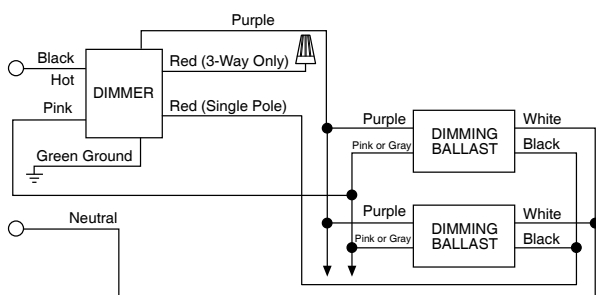 Purple
Black
Hot
Red (3-Way Only)
DIMMER
Pink
Red (Single Pole)
Green Ground
Purple
DIMMING
BALLAST
White
Pink or Gray
Black
Neutral
Purple
DIMMING
BALLAST
White
Pink or Gray
Black